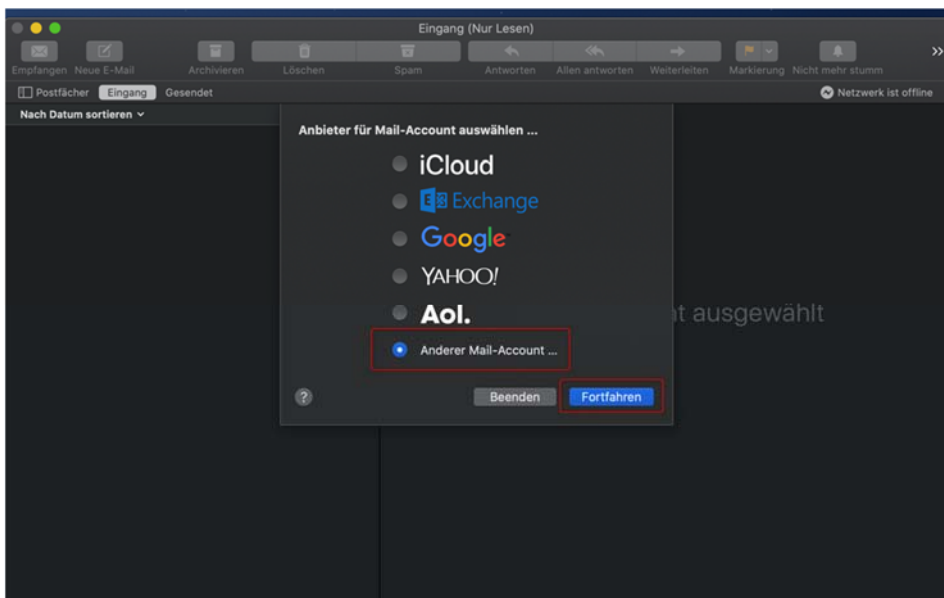 Eingang (Nur Lesen)
Empfangen Neue E-Mail Archivieren Löschen Spam Antworten Allen antworten Weiterleiten Markierung Nicht mehr stumm
Postfächer Eingang Gesendet Netzwerk ist offline
Nach Datum sortieren
Anbieter für Mail-Account auswählen ...
iCloud
Exchange
Google
YAHOO!
Aol.
t ausgewählt
Anderer Mail-Account ...
? Beenden Fortfahren